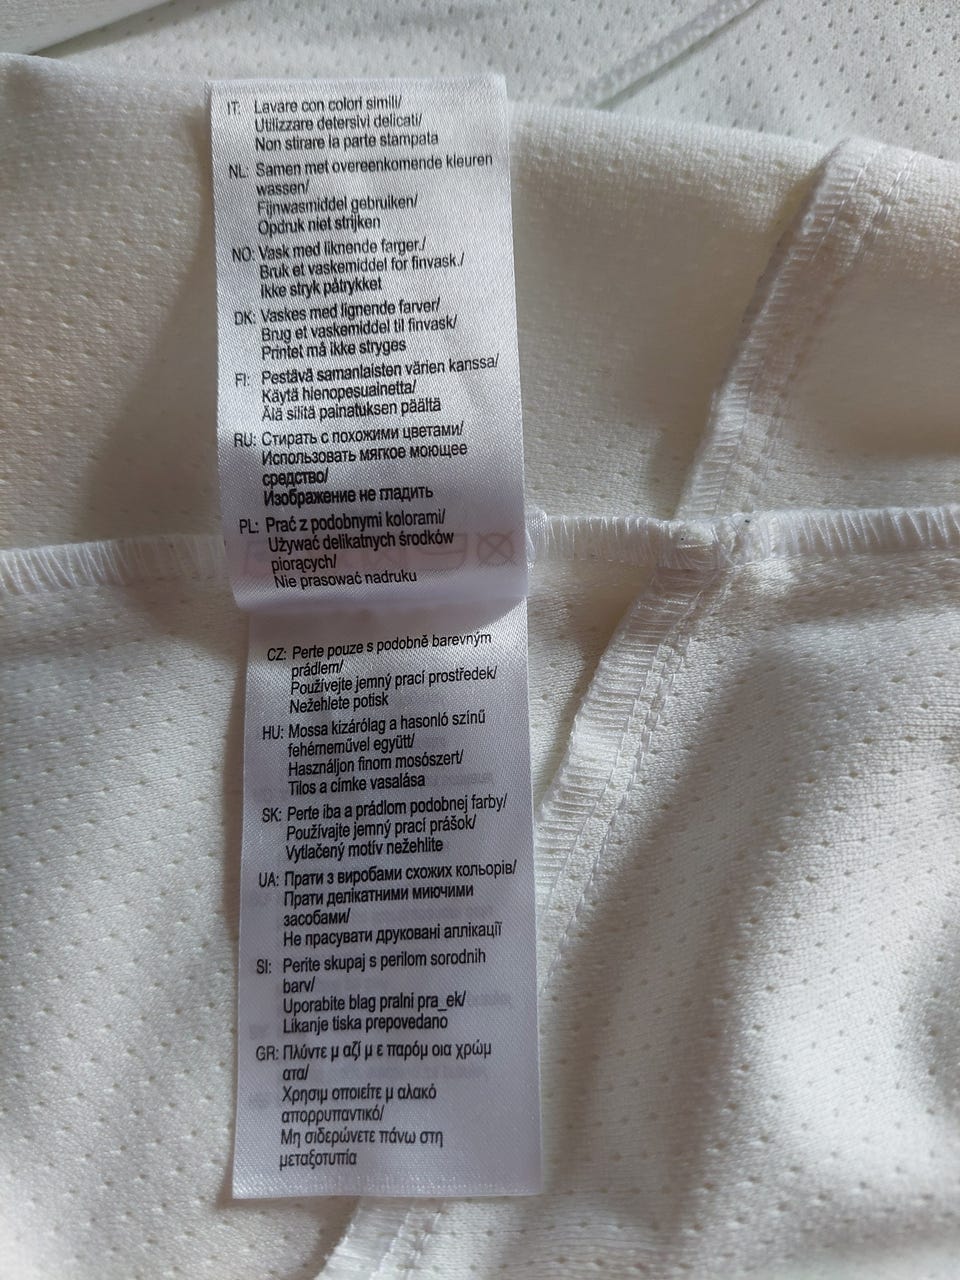 IT: Lavare con colori simili/
Utilizzare detersivi delicati/
Non stirare la parte stampata
NL: Samen met overeenkomende kleuren
wassen/
Fijnwasmiddel gebruiken/
Opdruk niet strijken
NO: Vask med liknende farger./
Bruk et vaskemiddel for finvask./
Ikke stryk påtrykket
DK: Vaskes med lignende farver/
Brug et vaskemiddel til finvask/
Printet må ikke stryges
FI: Pestävä samanlaisten värien kanssa/
Käytä hienopesuainetta/
Älä silitä painatuksen päältä
RU: Стирать с похожими цветами/
Использовать мягкое моющее
средство/
Изображение не гладить
PL: Prać z podobnymi kolorami/
Używać delikatnych środków
piorących/
Nie prasować nadruku
CZ: Perte pouze s podobně barevným
prádlem/
Používejte jemný prací prostředek/
Nežehlete potisk
HU: Mossa kizárólag a hasonló színű
fehérneművel együtt/
Használjon finom mosószert/
Tilos a címke vasalása
SK: Perte iba a prádlom podobnej farby/
Používajte jemný prací prášok/
Vytlačený motív nežehlite
UA: Прати з виробами схожих кольорів/
Прати делікатними миючими
засобами/
Не прасувати друковані аплікації
SI: Perite skupaj s perilom sorodnih
barv/
Uporabite blag pralni pra_ek/
Likanje tiska prepovedano
GR: Πλύντε μ αζί μ ε παρόμ οια χρώμ
ατα/
Χρησιμ οποιείτε μ αλακό
απορρυπαντικό/
Μη σιδερώνετε πάνω στη
μεταξοτυπία